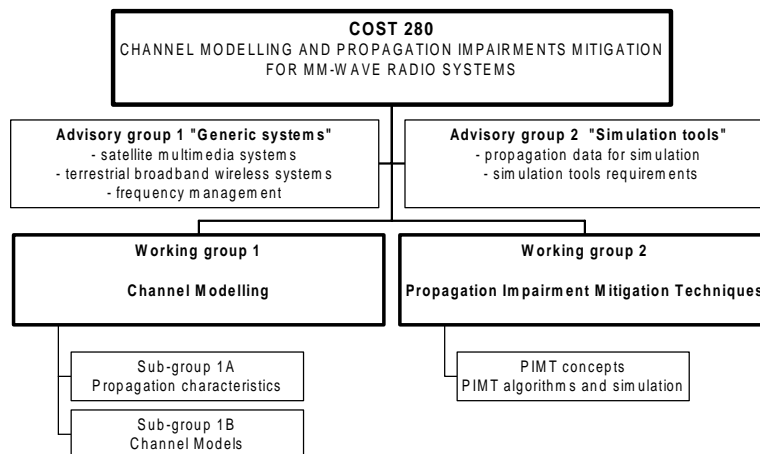 COST 280
CHANNEL MODELLING AND PROPAGATION IMPAIRMENTS MITIGATION
FOR MM-WAVE RADIO SYSTEMS
Advisory group 1 "Generic systems"
- satellite multimedia systems
- terrestrial broadband wireless systems
- frequency management
Advisory group 2 "Simulation tools"
- propagation data for simulation
- simulation tools requirements
Working group 1
Channel Modelling
Working group 2
Propagation Impairment Mitigation Techniques
Sub-group 1A
Propagation characteristics
PIMT concepts
PIMT algorithms and simulation
Sub-group 1B
Channel Models